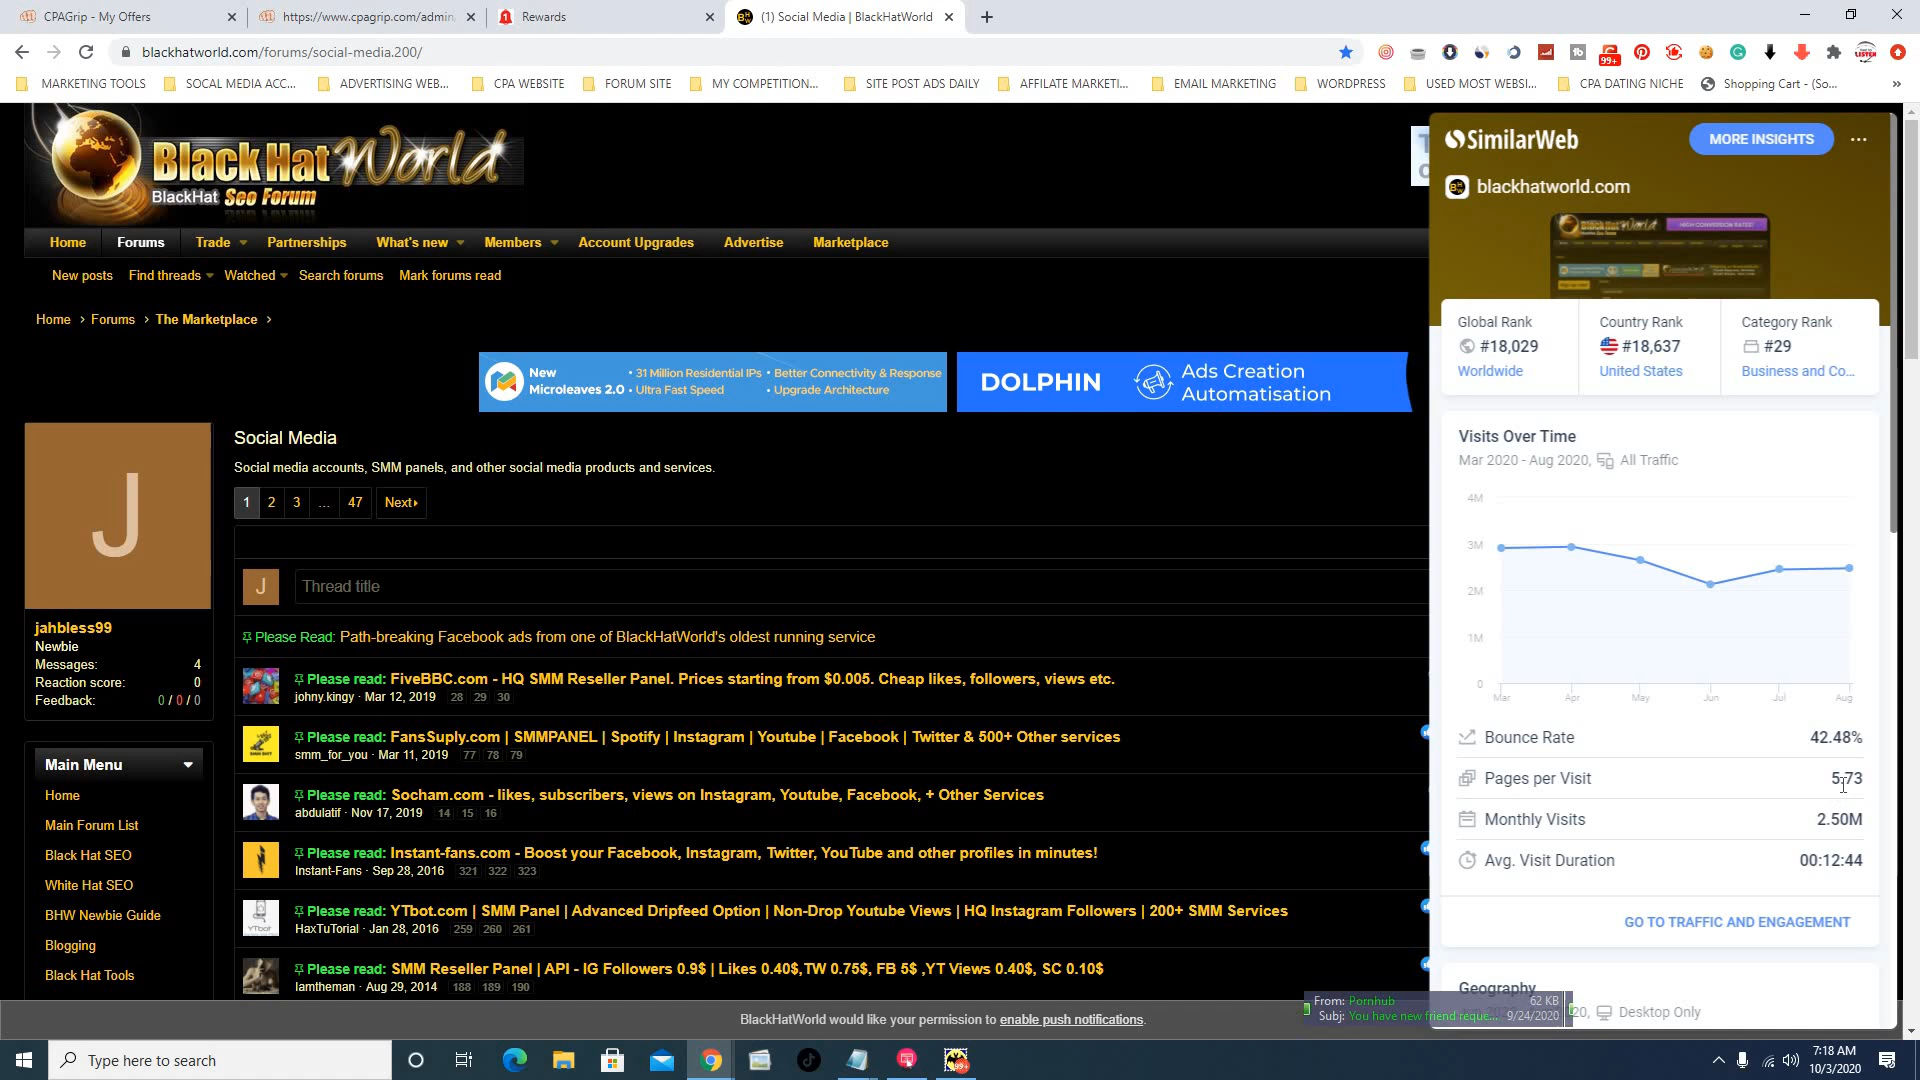 CPAGrip - My Offers
https://www.cpagrip.com/admin
Rewards
(1) Social Media | BlackHatWorld
blackhatworld.com/forums/social-media.200/
99+
MARKETING TOOLS
SOCAL MEDIA ACC...
ADVERTISING WEB...
CPA WEBSITE
FORUM SITE
MY COMPETITION...
SITE POST ADS DAILY
AFFILATE MARKETI...
EMAIL MARKETING
WORDPRESS
USED MOST WEBSI...
CPA DATING NICHE
Shopping Cart - (So...
Black Hat World
BlackHat Seo Forum
Home
Forums
Trade
Partnerships
What's new
Members
Account Upgrades
Advertise
Marketplace
New posts
Find threads
Watched
Search forums
Mark forums read
Home > Forums > The Marketplace >
New
Microleaves 2.0
• 31 Million Residential IPs • Better Connectivity & Response
• Ultra Fast Speed • Upgrade Architecture
DOLPHIN
Ads Creation
Automatisation
J
jahbless99
Newbie
Messages: 4
Reaction score: 0
Feedback: 0 / 0 / 0
Main Menu
Home
Main Forum List
Black Hat SEO
White Hat SEO
BHW Newbie Guide
Blogging
Black Hat Tools
Social Media
Social media accounts, SMM panels, and other social media products and services.
1 2 3 ... 47 Next
J
Thread title
Please Read: Path-breaking Facebook ads from one of BlackHatWorld's oldest running service
Please read: FiveBBC.com - HQ SMM Reseller Panel. Prices starting from $0.005. Cheap likes, followers, views etc.
johny.kingy · Mar 12, 2019 28 29 30
Please read: FansSuply.com | SMMPANEL | Spotify | Instagram | Youtube | Facebook | Twitter & 500+ Other services
smm_for_you · Mar 11, 2019 77 78 79
Please read: Socham.com - likes, subscribers, views on Instagram, Youtube, Facebook, + Other Services
abdulatif · Nov 17, 2019 14 15 16
Please read: Instant-fans.com - Boost your Facebook, Instagram, Twitter, YouTube and other profiles in minutes!
Instant-Fans · Sep 28, 2016 321 322 323
YTbot
Please read: YTbot.com | SMM Panel | Advanced Dripfeed Option | Non-Drop Youtube Views | HQ Instagram Followers | 200+ SMM Services
HaxTuTorial · Jan 28, 2016 259 260 261
Please read: SMM Reseller Panel | API - IG Followers 0.9$ | Likes 0.40$,TW 0.75$, FB 5$ ,YT Views 0.40$, SC 0.10$
Iamtheman · Aug 29, 2014 188 189 190
SimilarWeb
MORE INSIGHTS
blackhatworld.com
Global Rank
#18,029
Worldwide
Country Rank
#18,637
United States
Category Rank
#29
Business and Co...
Visits Over Time
Mar 2020 - Aug 2020, All Traffic
4M
3M
2M
1M
0
Mar Apr May Jun Jul Aug
Bounce Rate 42.48%
Pages per Visit 5.73
Monthly Visits 2.50M
Avg. Visit Duration 00:12:44
GO TO TRAFFIC AND ENGAGEMENT
Geography
20, Desktop Only
From: Pornhub 62 KB
Subj: You have new friend reque... 9/24/2020
BlackHatWorld would like your permission to enable push notifications.
Type here to search
99+
7:18 AM
10/3/2020